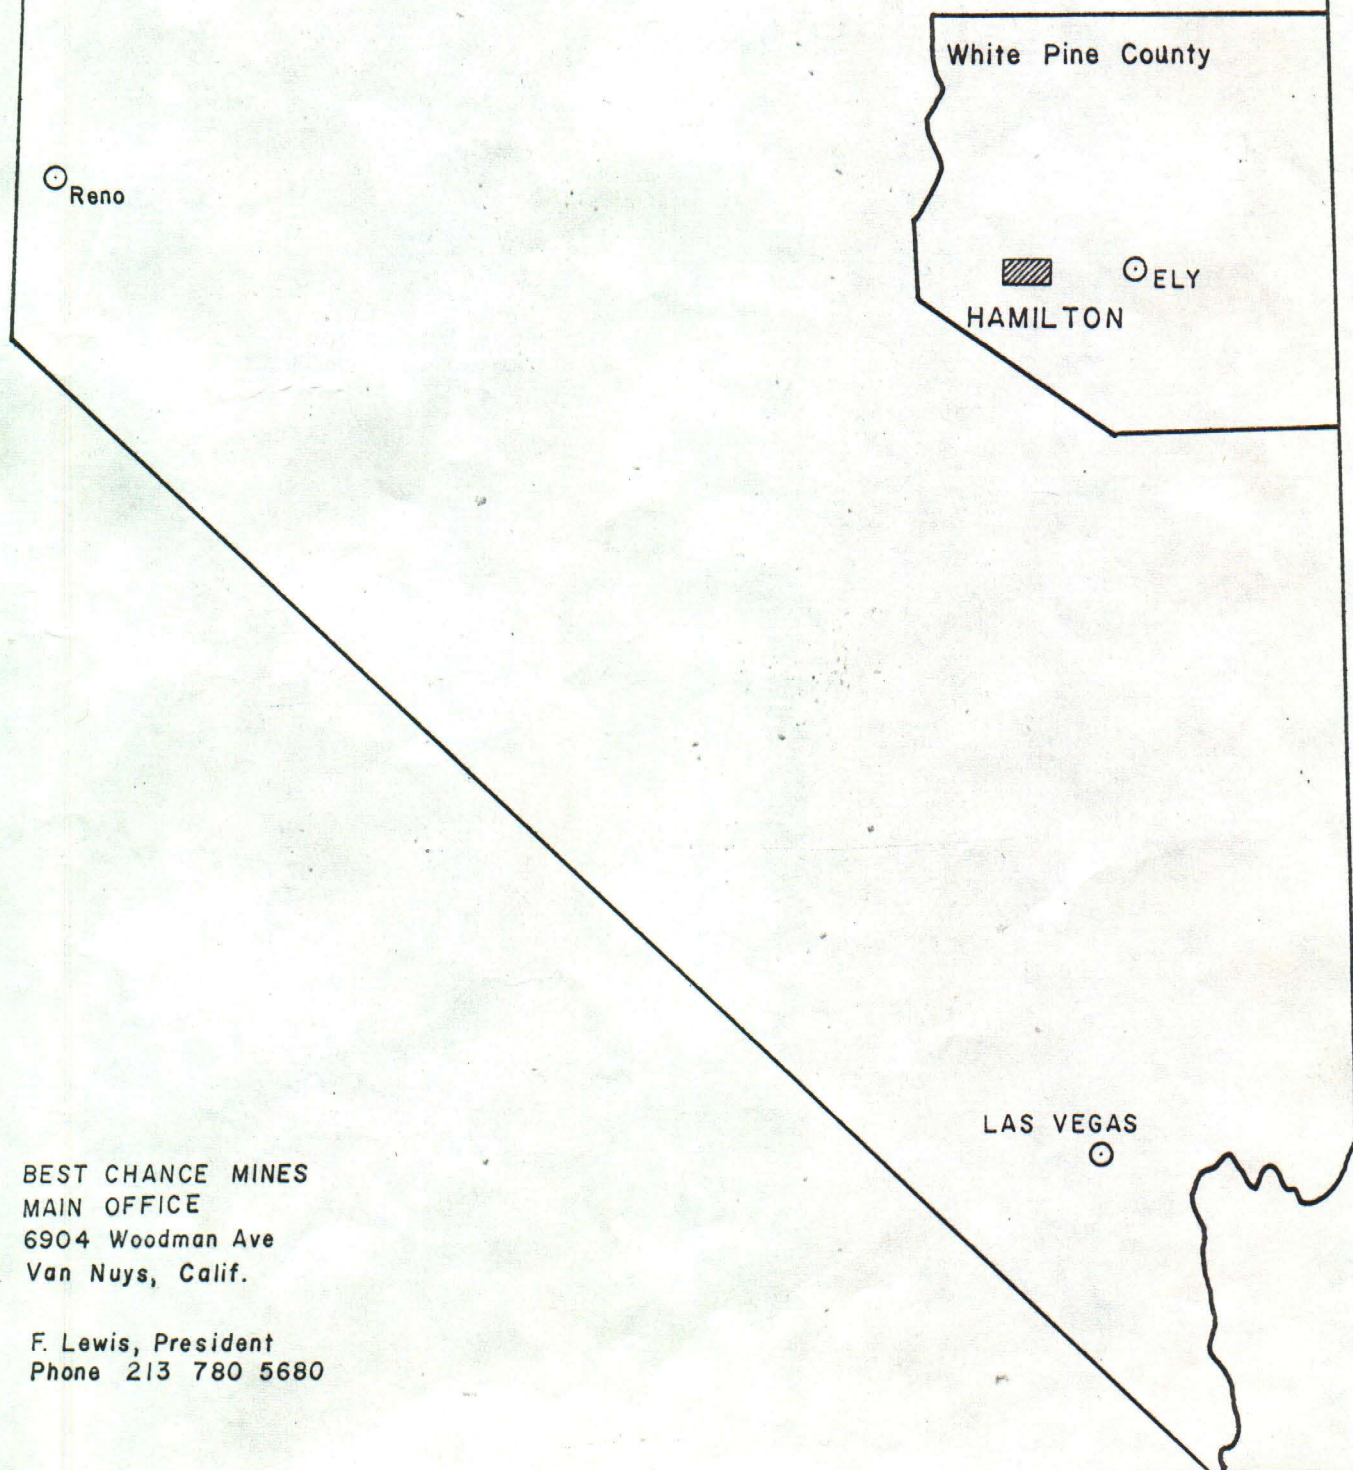 White Pine County
Reno
ELY
HAMILTON
LAS VEGAS
BEST CHANCE MINES
MAIN OFFICE
6904 Woodman Ave
Van Nuys, Calif.
F. Lewis, President
Phone 213 780 5680